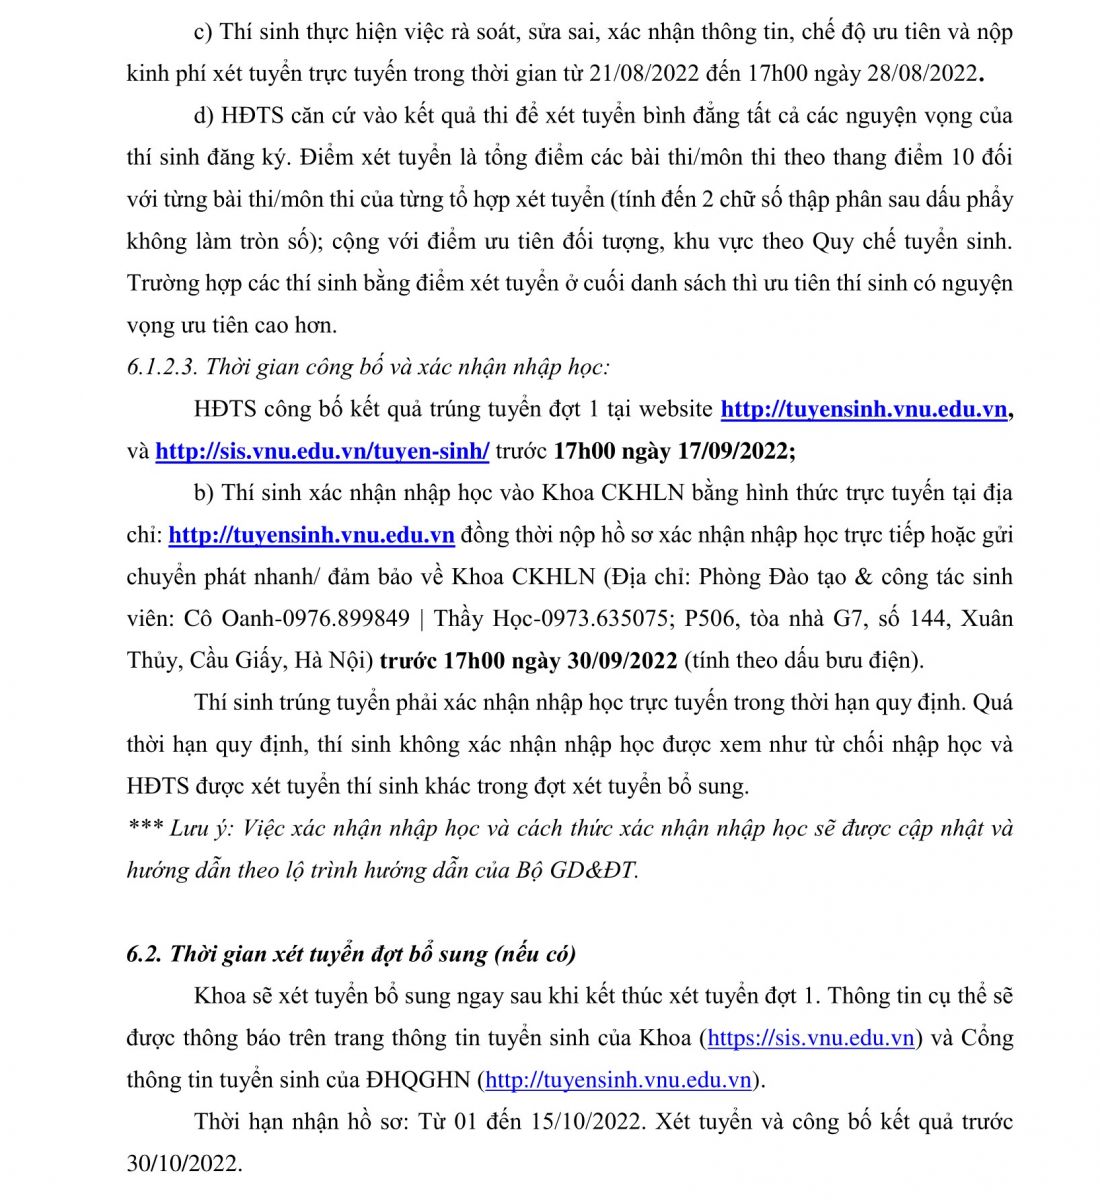 c) Thí sinh thực hiện việc rà soát, sửa sai, xác nhận thông tin, chế độ ưu tiên và nộp
kinh phí xét tuyển trực tuyến trong thời gian từ 21/08/2022 đến 17h00 ngày 28/08/2022.
d) HĐTS căn cứ vào kết quả thi để xét tuyển bình đẳng tất cả các nguyện vọng của
thí sinh đăng ký. Điểm xét tuyển là tổng điểm các bài thi/môn thi theo thang điểm 10 đối
với từng bài thi/môn thi của từng tổ hợp xét tuyển (tính đến 2 chữ số thập phân sau dấu phẩy
không làm tròn số); cộng với điểm ưu tiên đối tượng, khu vực theo Quy chế tuyển sinh.
Trường hợp các thí sinh bằng điểm xét tuyển ở cuối danh sách thì ưu tiên thí sinh có nguyện
vọng ưu tiên cao hơn.
6.1.2.3. Thời gian công bố và xác nhận nhập học:
HĐTS công bố kết quả trúng tuyển đợt 1 tại website http://tuyensinh.vnu.edu.vn,
và http://sis.vnu.edu.vn/tuyen-sinh/ trước 17h00 ngày 17/09/2022;
b) Thí sinh xác nhận nhập học vào Khoa CKHLN bằng hình thức trực tuyến tại địa
chỉ: http://tuyensinh.vnu.edu.vn đồng thời nộp hồ sơ xác nhận nhập học trực tiếp hoặc gửi
chuyển phát nhanh/ đảm bảo về Khoa CKHLN (Địa chỉ: Phòng Đào tạo & công tác sinh
viên: Cô Oanh-0976.899849 | Thầy Học-0973.635075; P506, tòa nhà G7, số 144, Xuân
Thủy, Cầu Giấy, Hà Nội) trước 17h00 ngày 30/09/2022 (tính theo dấu bưu điện).
Thí sinh trúng tuyển phải xác nhận nhập học trực tuyến trong thời hạn quy định. Quá
thời hạn quy định, thí sinh không xác nhận nhập học được xem như từ chối nhập học và
HĐTS được xét tuyển thí sinh khác trong đợt xét tuyển bổ sung.
*** Lưu ý: Việc xác nhận nhập học và cách thức xác nhận nhập học sẽ được cập nhật và
hướng dẫn theo lộ trình hướng dẫn của Bộ GD&ĐT.
6.2. Thời gian xét tuyển đợt bổ sung (nếu có)
Khoa sẽ xét tuyển bổ sung ngay sau khi kết thúc xét tuyển đợt 1. Thông tin cụ thể sẽ
được thông báo trên trang thông tin tuyển sinh của Khoa (https://sis.vnu.edu.vn) và Cổng
thông tin tuyển sinh của ĐHQGHN (http://tuyensinh.vnu.edu.vn).
Thời hạn nhận hồ sơ: Từ 01 đến 15/10/2022. Xét tuyển và công bố kết quả trước
30/10/2022.